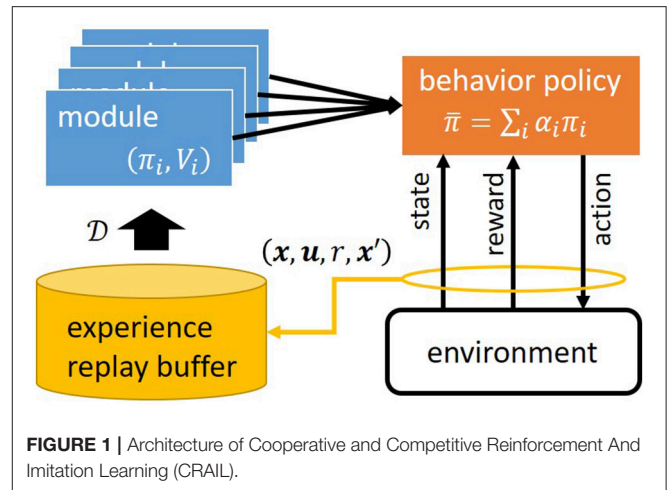 module
(π_i, V_i)
behavior policy
π̄ = ∑_i α_i π_i
state
reward
action
𝒟
(x, u, r, x′)
experience
replay buffer
environment
FIGURE 1 | Architecture of Cooperative and Competitive Reinforcement And
Imitation Learning (CRAIL).